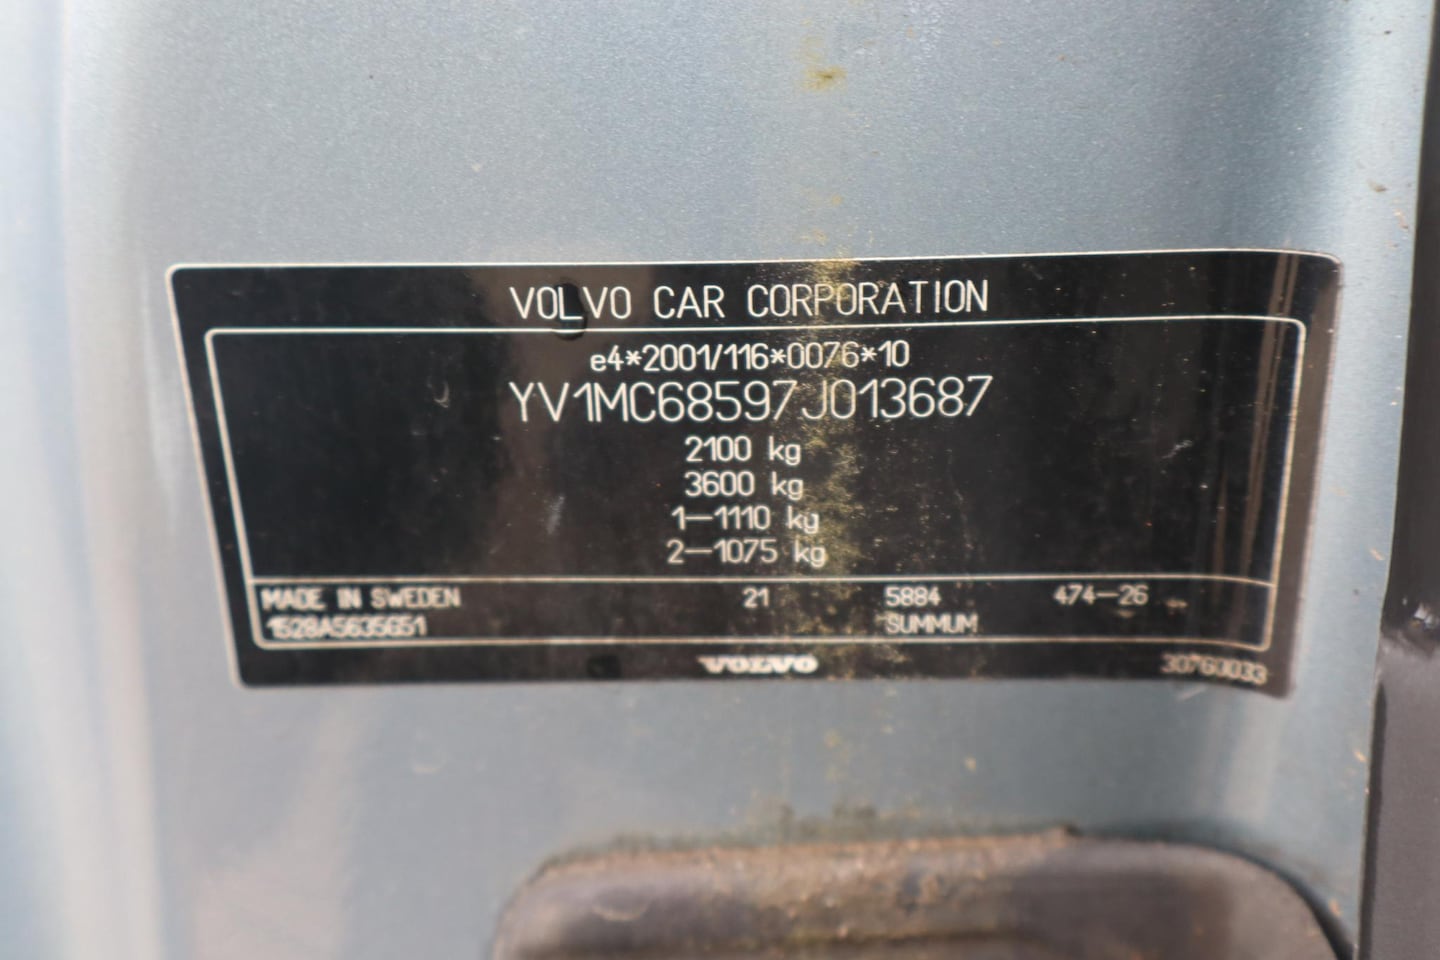 VOLVO CAR CORPORATION
e4*2001/116*0076*10
YV1MC68597J013687
2100 kg
3600 kg
1-1110 kg
2-1075 kg
MADE IN SWEDEN 21 5884 474-26
1528A5635651 SUMMUM
VOLVO 30760033